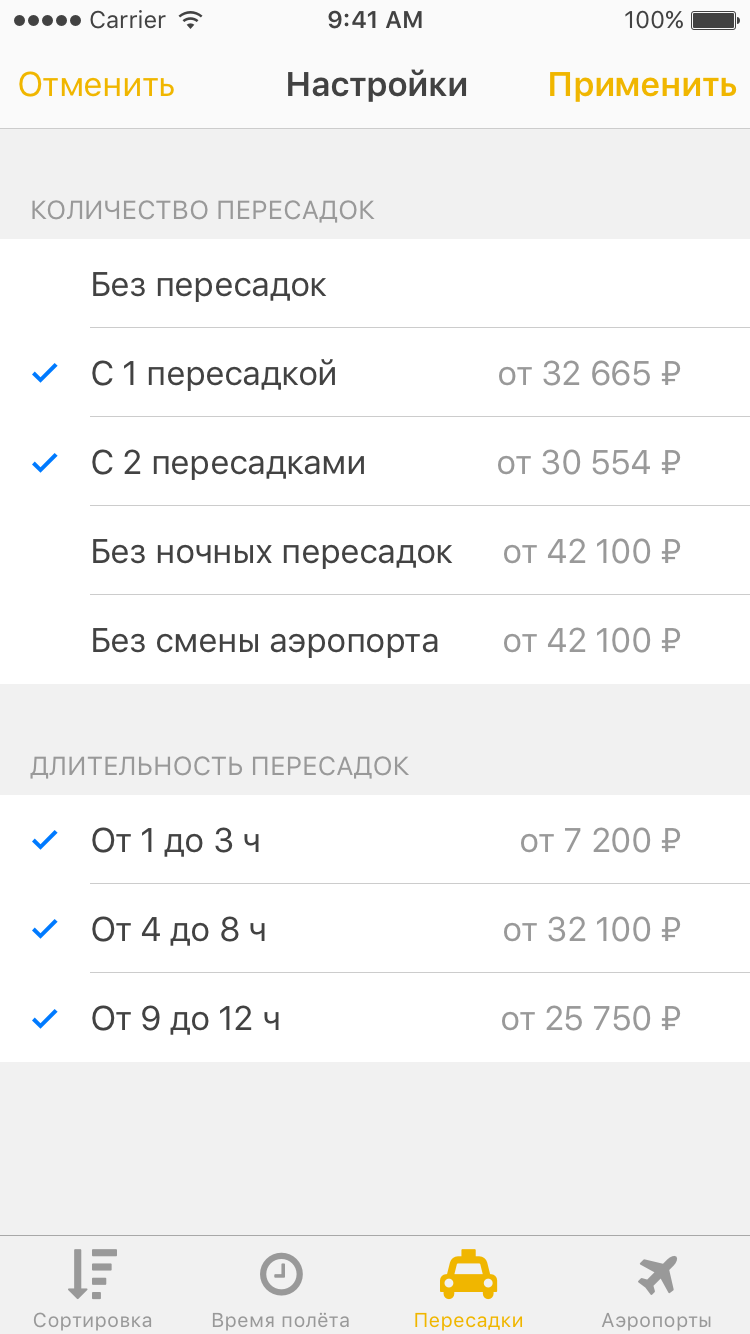 Carrier 9:41 AM 100%
Отменить Настройки Применить
КОЛИЧЕСТВО ПЕРЕСАДОК
Без пересадок
С 1 пересадкой от 32 665 ₽
С 2 пересадками от 30 554 ₽
Без ночных пересадок от 42 100 ₽
Без смены аэропорта от 42 100 ₽
ДЛИТЕЛЬНОСТЬ ПЕРЕСАДОК
От 1 до 3 ч от 7 200 ₽
От 4 до 8 ч от 32 100 ₽
От 9 до 12 ч от 25 750 ₽
Сортировка Время полёта Пересадки Аэропорты